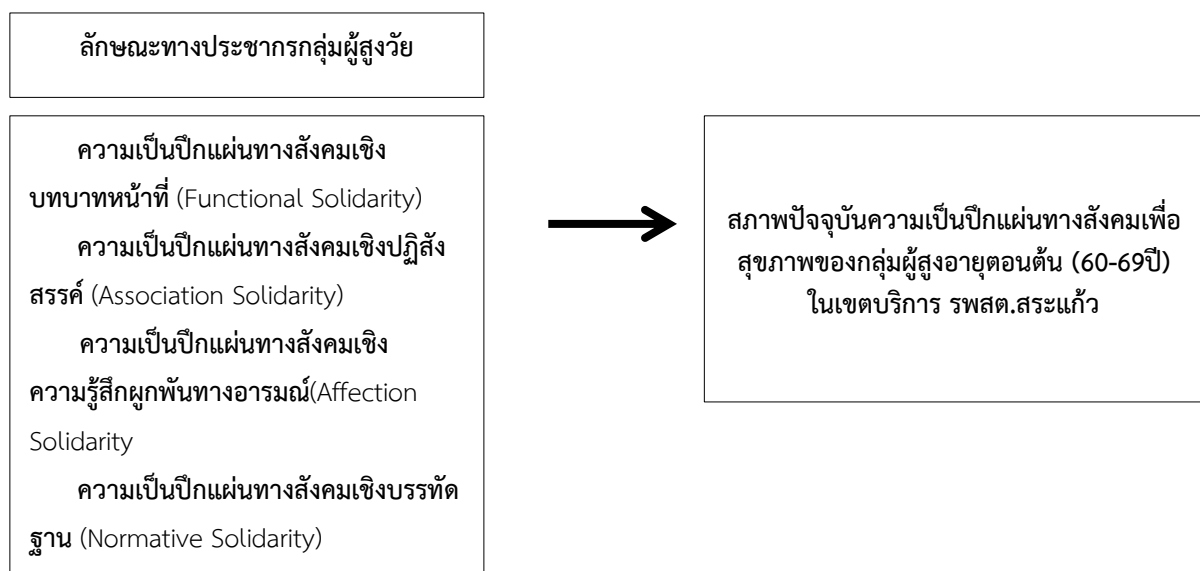 ลักษณะทางประชากรกลุ่มผู้สูงวัย
ความเป็นปึกแผ่นทางสังคมเชิง
บทบาทหน้าที่ (Functional Solidarity)
ความเป็นปึกแผ่นทางสังคมเชิงปฏิสัง
สรรค์ (Association Solidarity)
ความเป็นปึกแผ่นทางสังคมเชิง
ความรู้สึกผูกพันทางอารมณ์(Affection
Solidarity
ความเป็นปึกแผ่นทางสังคมเชิงบรรทัด
ฐาน (Normative Solidarity)
สภาพปัจจุบันความเป็นปึกแผ่นทางสังคมเพื่อ
สุขภาพของกลุ่มผู้สูงอายุตอนต้น (60-69ปี)
ในเขตบริการ รพสต.สระแก้ว